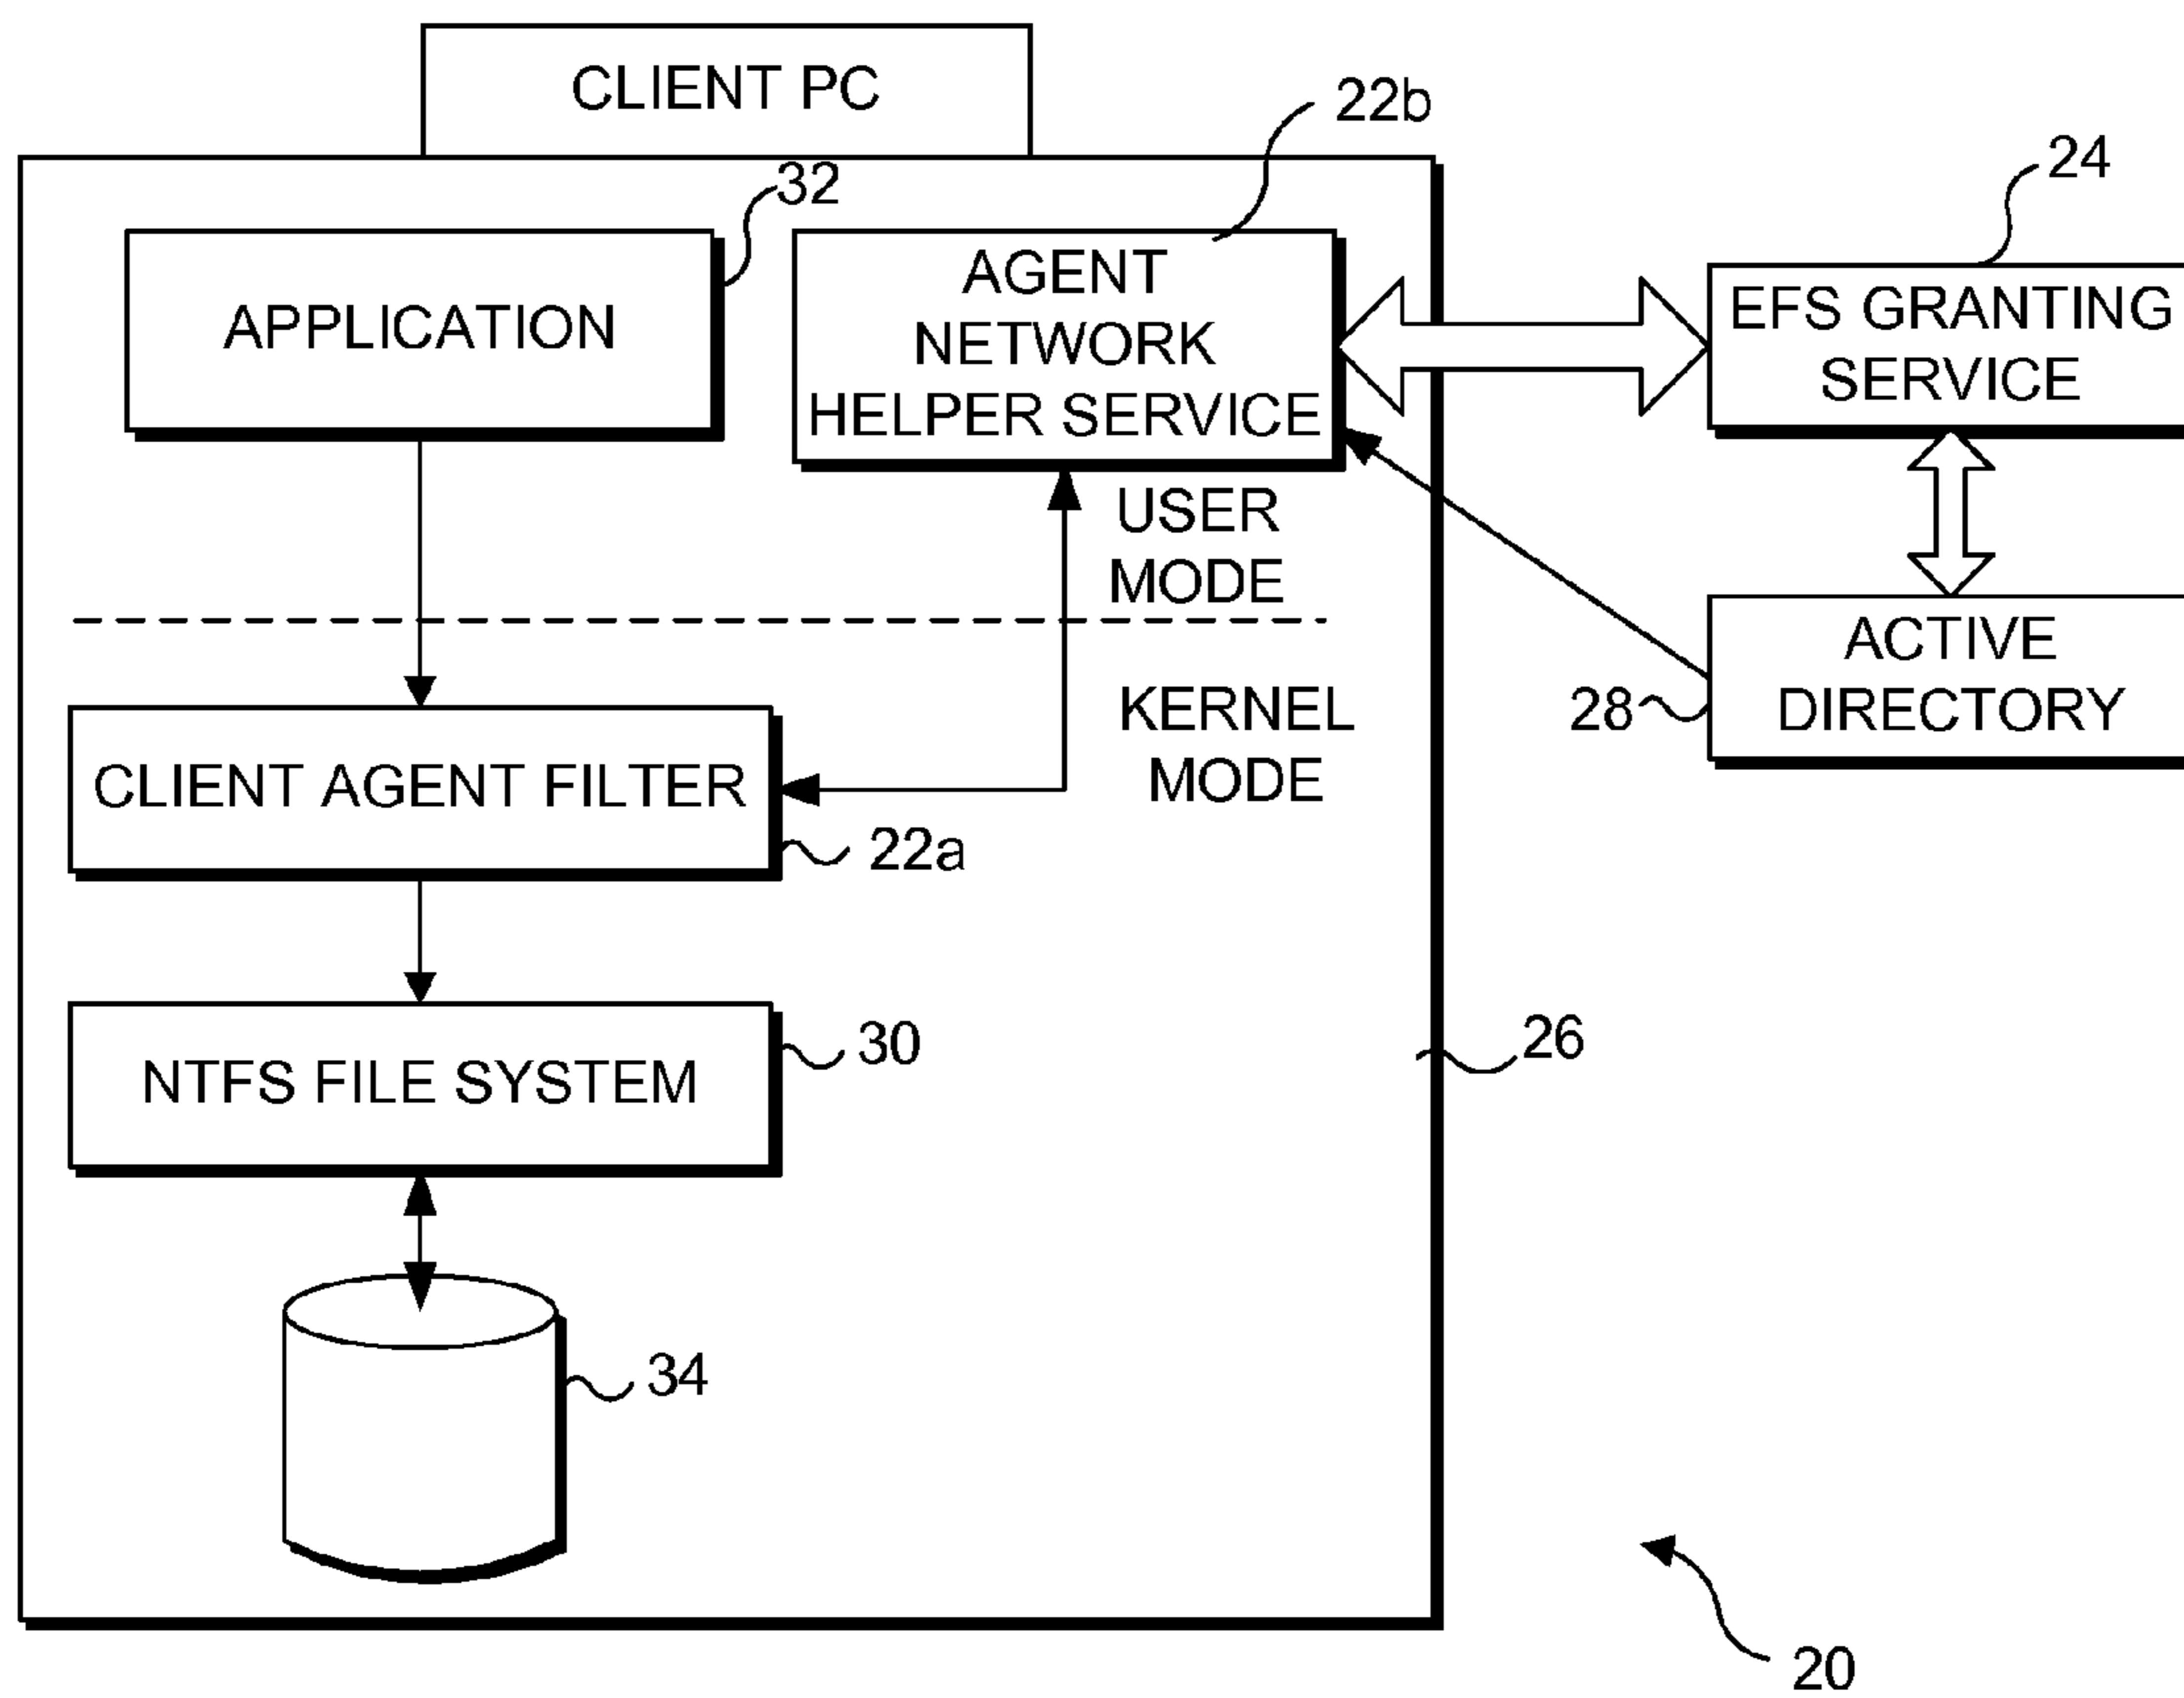 CLIENT PC
22b
24
32
APPLICATION
AGENT
NETWORK
HELPER SERVICE
EFS GRANTING
SERVICE
USER
MODE
ACTIVE
DIRECTORY
28
KERNEL
MODE
CLIENT AGENT FILTER
22a
NTFS FILE SYSTEM
30
26
34
20